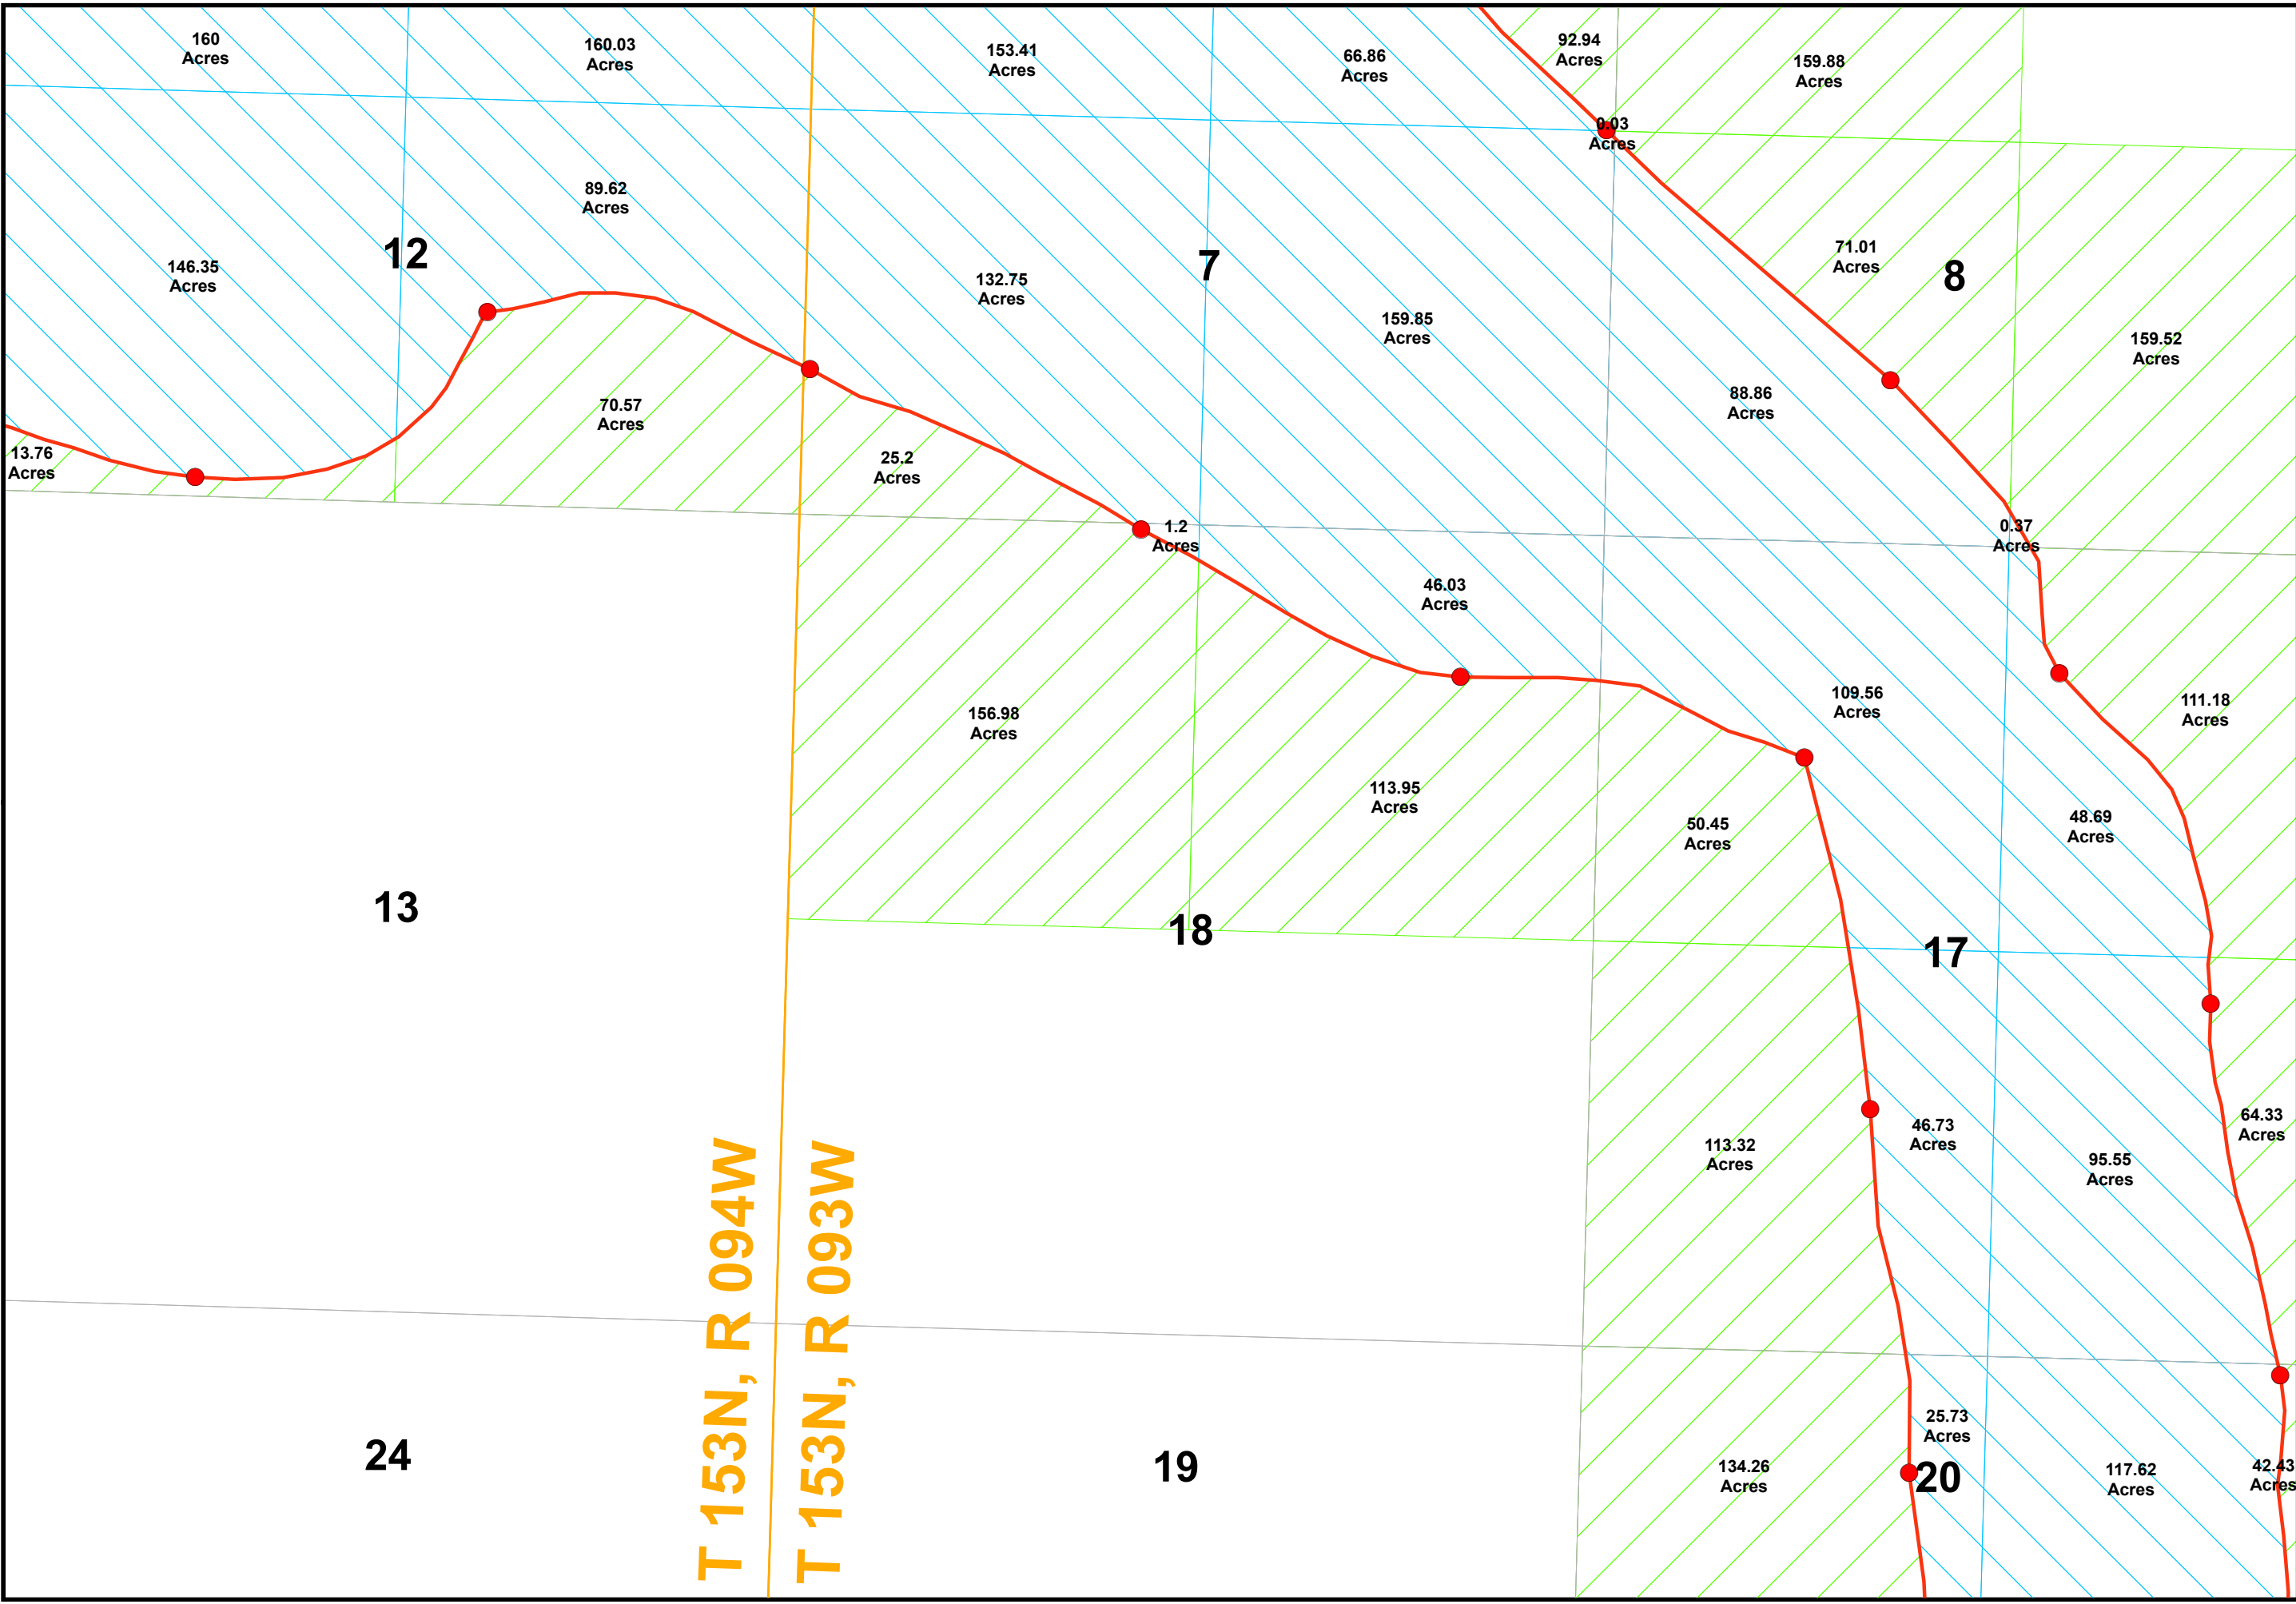 160
Acres
160.03
Acres
153.41
Acres
66.86
Acres
92.94
Acres
159.88
Acres
0.03
Acres
89.62
Acres
12
146.35
Acres
7
132.75
Acres
71.01
Acres
8
159.85
Acres
159.52
Acres
88.86
Acres
70.57
Acres
13.76
Acres
25.2
Acres
1.2
Acres
0.37
Acres
46.03
Acres
109.56
Acres
111.18
Acres
156.98
Acres
113.95
Acres
50.45
Acres
48.69
Acres
13
18
17
64.33
Acres
113.32
Acres
46.73
Acres
95.55
Acres
T 153N, R 094W
T 153N, R 093W
25.73
Acres
24
19
134.26
Acres
20
117.62
Acres
42.43
Acres